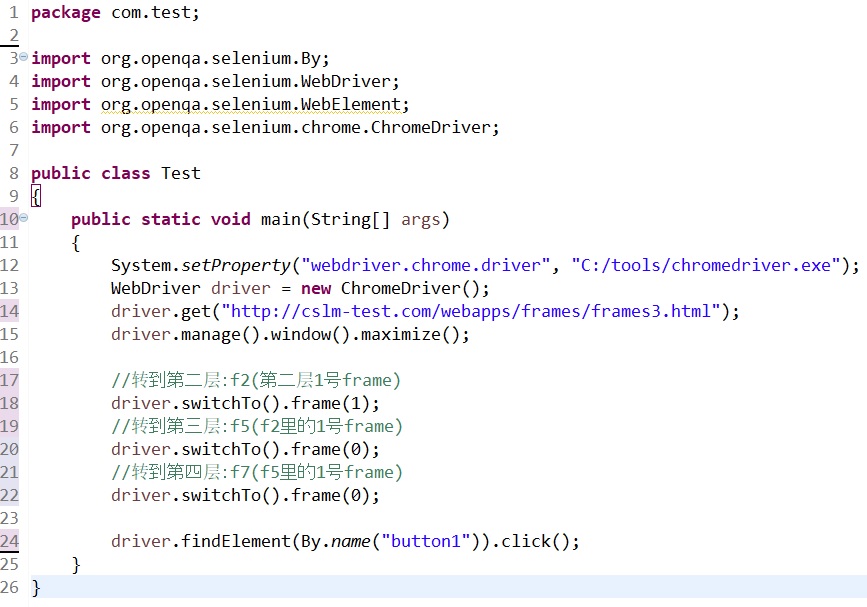 1 package com.test;
2
3 import org.openqa.selenium.By;
4 import org.openqa.selenium.WebDriver;
5 import org.openqa.selenium.WebElement;
6 import org.openqa.selenium.chrome.ChromeDriver;
7
8 public class Test
9 {
10     public static void main(String[] args)
11     {
12         System.setProperty("webdriver.chrome.driver", "C:/tools/chromedriver.exe");
13         WebDriver driver = new ChromeDriver();
14         driver.get("http://cslm-test.com/webapps/frames/frames3.html");
15         driver.manage().window().maximize();
16
17         //转到第二层:f2(第二层1号frame)
18         driver.switchTo().frame(1);
19         //转到第三层:f5(f2里的1号frame)
20         driver.switchTo().frame(0);
21         //转到第四层:f7(f5里的1号frame)
22         driver.switchTo().frame(0);
23
24         driver.findElement(By.name("button1")).click();
25     }
26 }